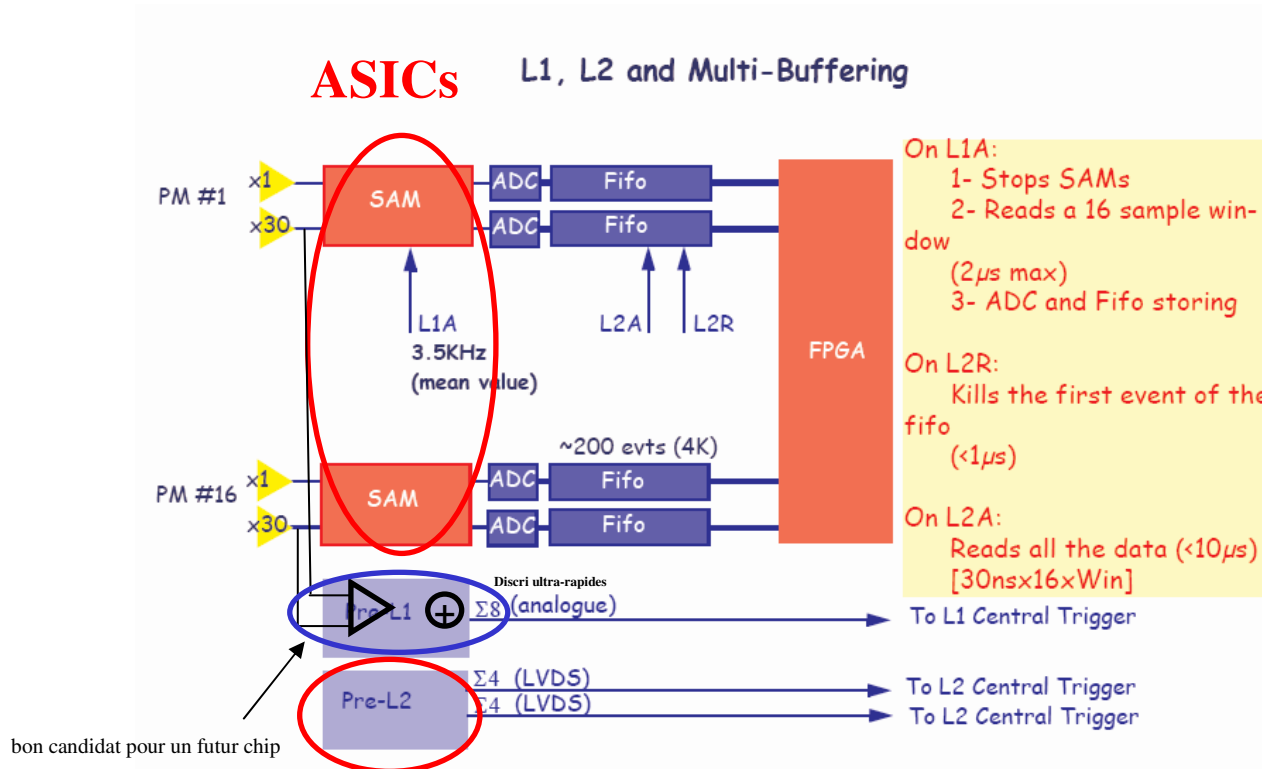 ASICs
L1, L2 and Multi-Buffering
PM #1
x1
x30
SAM
ADC
Fifo
ADC
Fifo
L1A
3.5KHz
(mean value)
L2A
L2R
FPGA
PM #16
x1
x30
SAM
~200 evts (4K)
ADC
Fifo
ADC
Fifo
On L1A:
1- Stops SAMs
2- Reads a 16 sample win-
dow
(2µs max)
3- ADC and Fifo storing
On L2R:
Kills the first event of the
fifo
(<1µs)
On L2A:
Reads all the data (<10µs)
[30nsx16xWin]
Discri ultra-rapides
Pre-L1
+
Σ8 (analogue)
To L1 Central Trigger
Pre-L2
Σ4 (LVDS)
To L2 Central Trigger
Σ4 (LVDS)
To L2 Central Trigger
bon candidat pour un futur chip